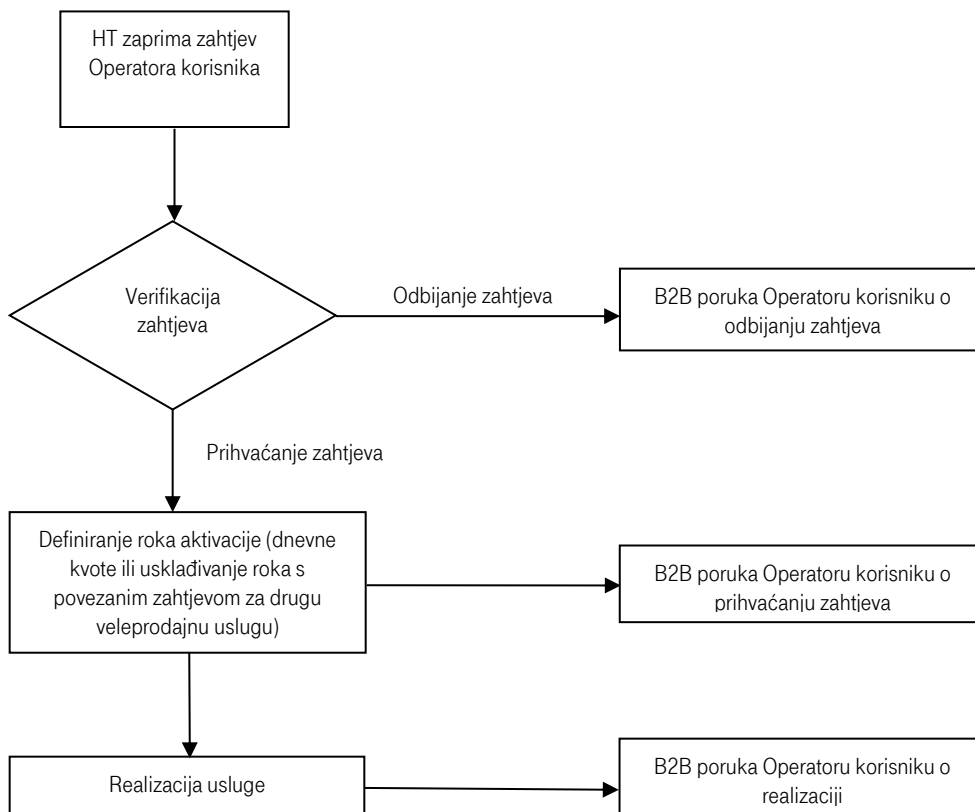 HT zaprima zahtjev
Operatora korisnika
Verifikacija
zahtjeva
Odbijanje zahtjeva
B2B poruka Operatoru korisniku o
odbijanju zahtjeva
Prihvaćanje zahtjeva
Definiranje roka aktivacije (dnevne
kvote ili usklađivanje roka s
povezanim zahtjevom za drugu
veleprodajnu uslugu)
B2B poruka Operatoru korisniku o
prihvaćanju zahtjeva
Realizacija usluge
B2B poruka Operatoru korisniku o
realizaciji